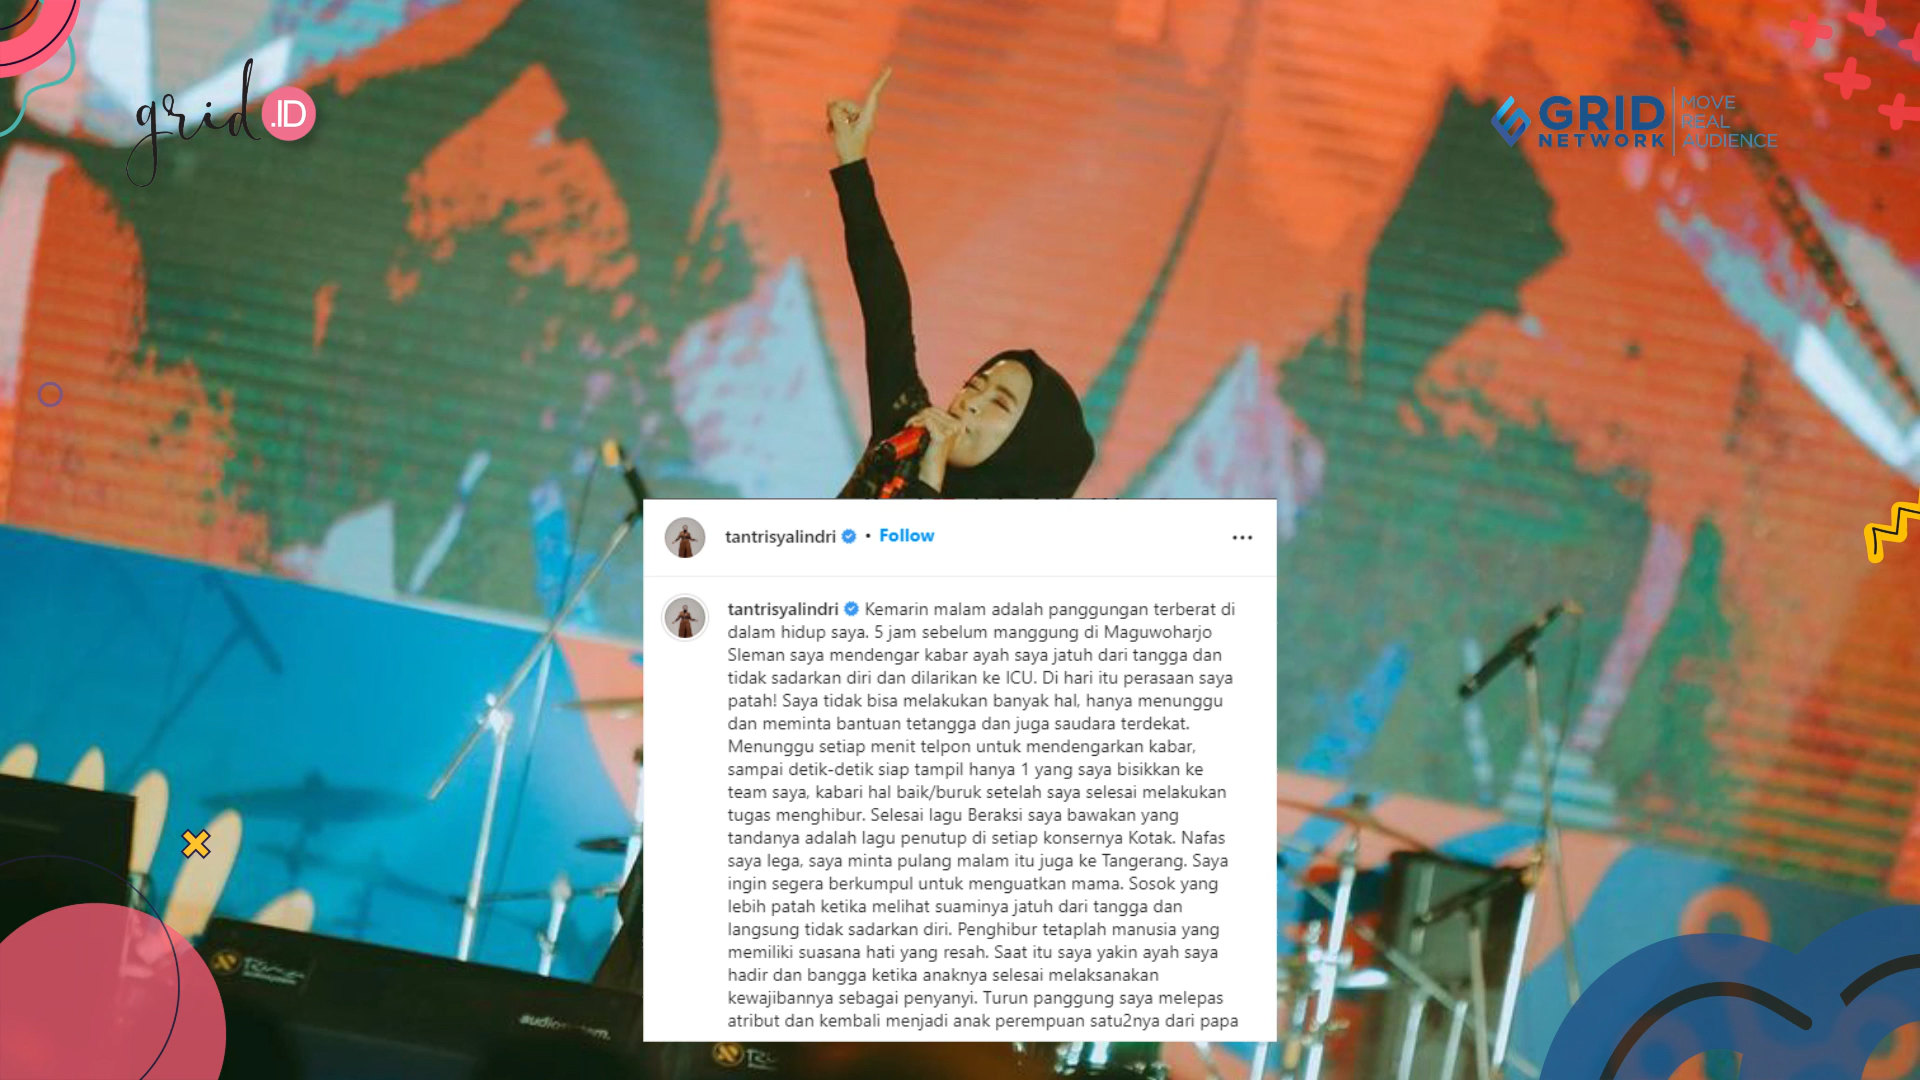 grid .ID
GRID
NETWORK
MOVE
REAL
AUDIENCE
tantrisyalindri • Follow
tantrisyalindri Kemarin malam adalah panggungan terberat di
dalam hidup saya. 5 jam sebelum manggung di Maguwoharjo
Sleman saya mendengar kabar ayah saya jatuh dari tangga dan
tidak sadarkan diri dan dilarikan ke ICU. Di hari itu perasaan saya
patah! Saya tidak bisa melakukan banyak hal, hanya menunggu
dan meminta bantuan tetangga dan juga saudara terdekat.
Menunggu setiap menit telpon untuk mendengarkan kabar,
sampai detik-detik siap tampil hanya 1 yang saya bisikkan ke
team saya, kabari hal baik/buruk setelah saya selesai melakukan
tugas menghibur. Selesai lagu Beraksi saya bawakan yang
tandanya adalah lagu penutup di setiap konsernya Kotak. Nafas
saya lega, saya minta pulang malam itu juga ke Tangerang. Saya
ingin segera berkumpul untuk menguatkan mama. Sosok yang
lebih patah ketika melihat suaminya jatuh dari tangga dan
langsung tidak sadarkan diri. Penghibur tetaplah manusia yang
memiliki suasana hati yang resah. Saat itu saya yakin ayah saya
hadir dan bangga ketika anaknya selesai melaksanakan
kewajibannya sebagai penyanyi. Turun panggung saya melepas
atribut dan kembali menjadi anak perempuan satu2nya dari papa